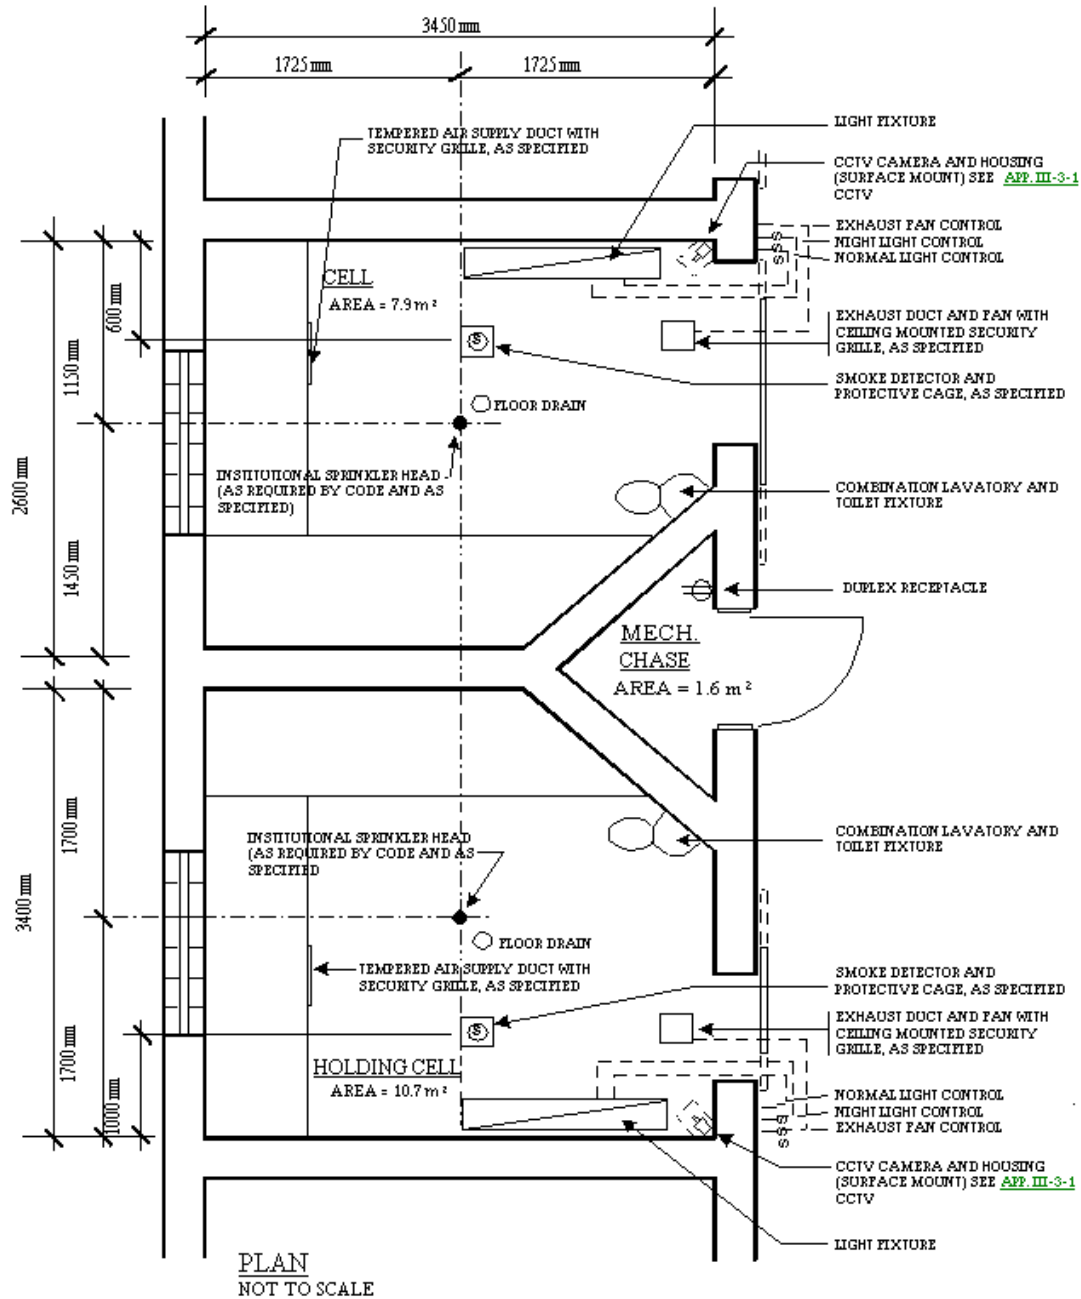 3450 mm
1725 mm
1725 mm
TEMPERED AIR SUPPLY DUCT WITH
SECURITY GRILLE, AS SPECIFIED
LIGHT FIXTURE
CCTV CAMERA AND HOUSING
(SURFACE MOUNT) SEE APP. III-3-1
CCTV
EXHAUST FAN CONTROL
NIGHT LIGHT CONTROL
NORMAL LIGHT CONTROL
S
S
S
CELL
AREA = 7.9 m²
600 mm
1150 mm
2600 mm
1450 mm
S
EXHAUST DUCT AND FAN WITH
CEILING MOUNTED SECURITY
GRILLE, AS SPECIFIED
SMOKE DETECTOR AND
PROTECTIVE CAGE, AS SPECIFIED
FLOOR DRAIN
INSTITUTIONAL SPRINKLER HEAD
(AS REQUIRED BY CODE AND AS
SPECIFIED)
COMBINATION LAVATORY AND
TOILET FIXTURE
DUPLEX RECEPTACLE
MECH.
CHASE
AREA = 1.6 m²
1700 mm
3400 mm
1700 mm
1000 mm
INSTITUTIONAL SPRINKLER HEAD
(AS REQUIRED BY CODE AND AS
SPECIFIED
COMBINATION LAVATORY AND
TOILET FIXTURE
FLOOR DRAIN
TEMPERED AIR SUPPLY DUCT WITH
SECURITY GRILLE, AS SPECIFIED
SMOKE DETECTOR AND
PROTECTIVE CAGE, AS SPECIFIED
S
EXHAUST DUCT AND FAN WITH
CEILING MOUNTED SECURITY
GRILLE, AS SPECIFIED
HOLDING CELL
AREA = 10.7 m²
NORMAL LIGHT CONTROL
NIGHT LIGHT CONTROL
EXHAUST FAN CONTROL
S
S
S
CCTV CAMERA AND HOUSING
(SURFACE MOUNT) SEE APP. III-3-1
CCTV
LIGHT FIXTURE
PLAN
NOT TO SCALE